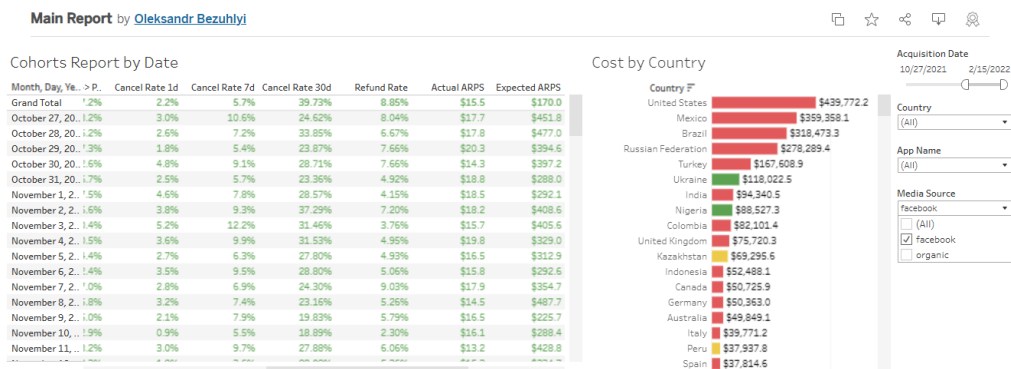 Main Report by Oleksandr Bezuhlyi
Cohorts Report by Date
Month, Day, Ye.. > P.. Cancel Rate 1d Cancel Rate 7d Cancel Rate 30d Refund Rate Actual ARPS Expected ARPS
Grand Total 2.2% 5.7% 39.73% 8.85% $15.5 $170.0
October 27, 20.. 3.0% 10.6% 24.62% 8.04% $17.7 $451.8
October 28, 20.. 2.6% 7.2% 33.85% 6.67% $17.8 $477.0
October 29, 20.. 1.8% 5.4% 23.87% 7.66% $20.3 $394.6
October 30, 20.. 4.8% 9.1% 28.71% 7.66% $14.3 $397.2
October 31, 20.. 2.5% 5.7% 23.36% 4.92% $18.8 $288.0
November 1, 2.. 4.6% 7.8% 28.57% 4.15% $18.5 $292.1
November 2, 2.. 3.8% 9.3% 37.29% 7.20% $18.2 $408.6
November 3, 2.. 5.2% 12.2% 31.46% 3.76% $15.7 $405.6
November 4, 2.. 3.6% 9.9% 31.53% 4.95% $19.8 $329.0
November 5, 2.. 2.7% 6.3% 27.80% 4.93% $16.5 $312.9
November 6, 2.. 3.5% 9.5% 28.80% 5.06% $15.8 $292.6
November 7, 2.. 2.8% 6.9% 24.30% 9.03% $17.9 $354.7
November 8, 2.. 3.2% 7.4% 23.16% 5.26% $14.5 $487.7
November 9, 2.. 2.1% 7.9% 19.83% 5.79% $16.5 $225.7
November 10, .. 0.9% 5.5% 18.89% 2.30% $16.1 $288.4
November 11, .. 3.0% 9.7% 27.88% 6.06% $13.2 $428.8
Cost by Country
Country
United States $439,772.2
Mexico $359,358.1
Brazil $318,473.3
Russian Federation $278,289.4
Turkey $167,608.9
Ukraine $118,022.5
India $94,340.5
Nigeria $88,527.3
Colombia $82,101.4
United Kingdom $75,720.3
Kazakhstan $69,295.6
Indonesia $52,488.1
Canada $50,725.9
Germany $50,363.0
Australia $49,849.1
Italy $39,771.2
Peru $37,937.8
Spain $37,814.6
Acquisition Date
10/27/2021 2/15/2022
Country
(All)
App Name
(All)
Media Source
facebook
(All)
facebook
organic